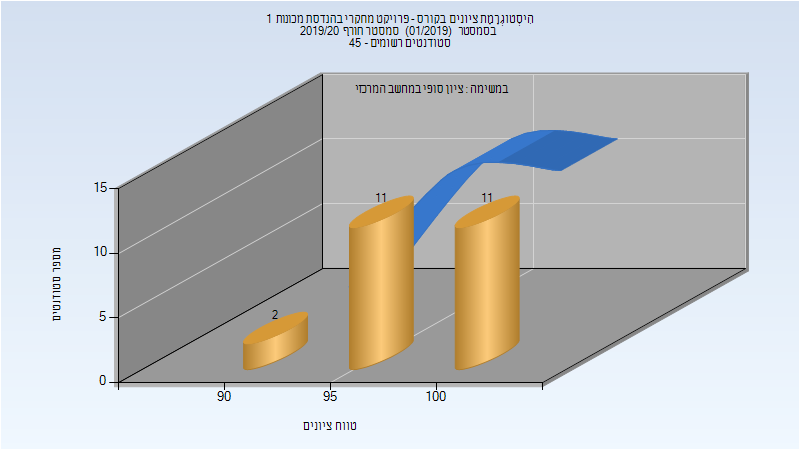 היסטוגרמת ציונים בקורס - פרויקט מחקרי בהנדסת מכונות 1
בסמסטר (01/2019) סמסטר חורף 2019/20
סטודנטים רשומים - 45
במשימה : ציון סופי במחשב המרכזי
15
10
5
0
מספר סטודנטים
2
11
11
90
95
100
טווח ציונים